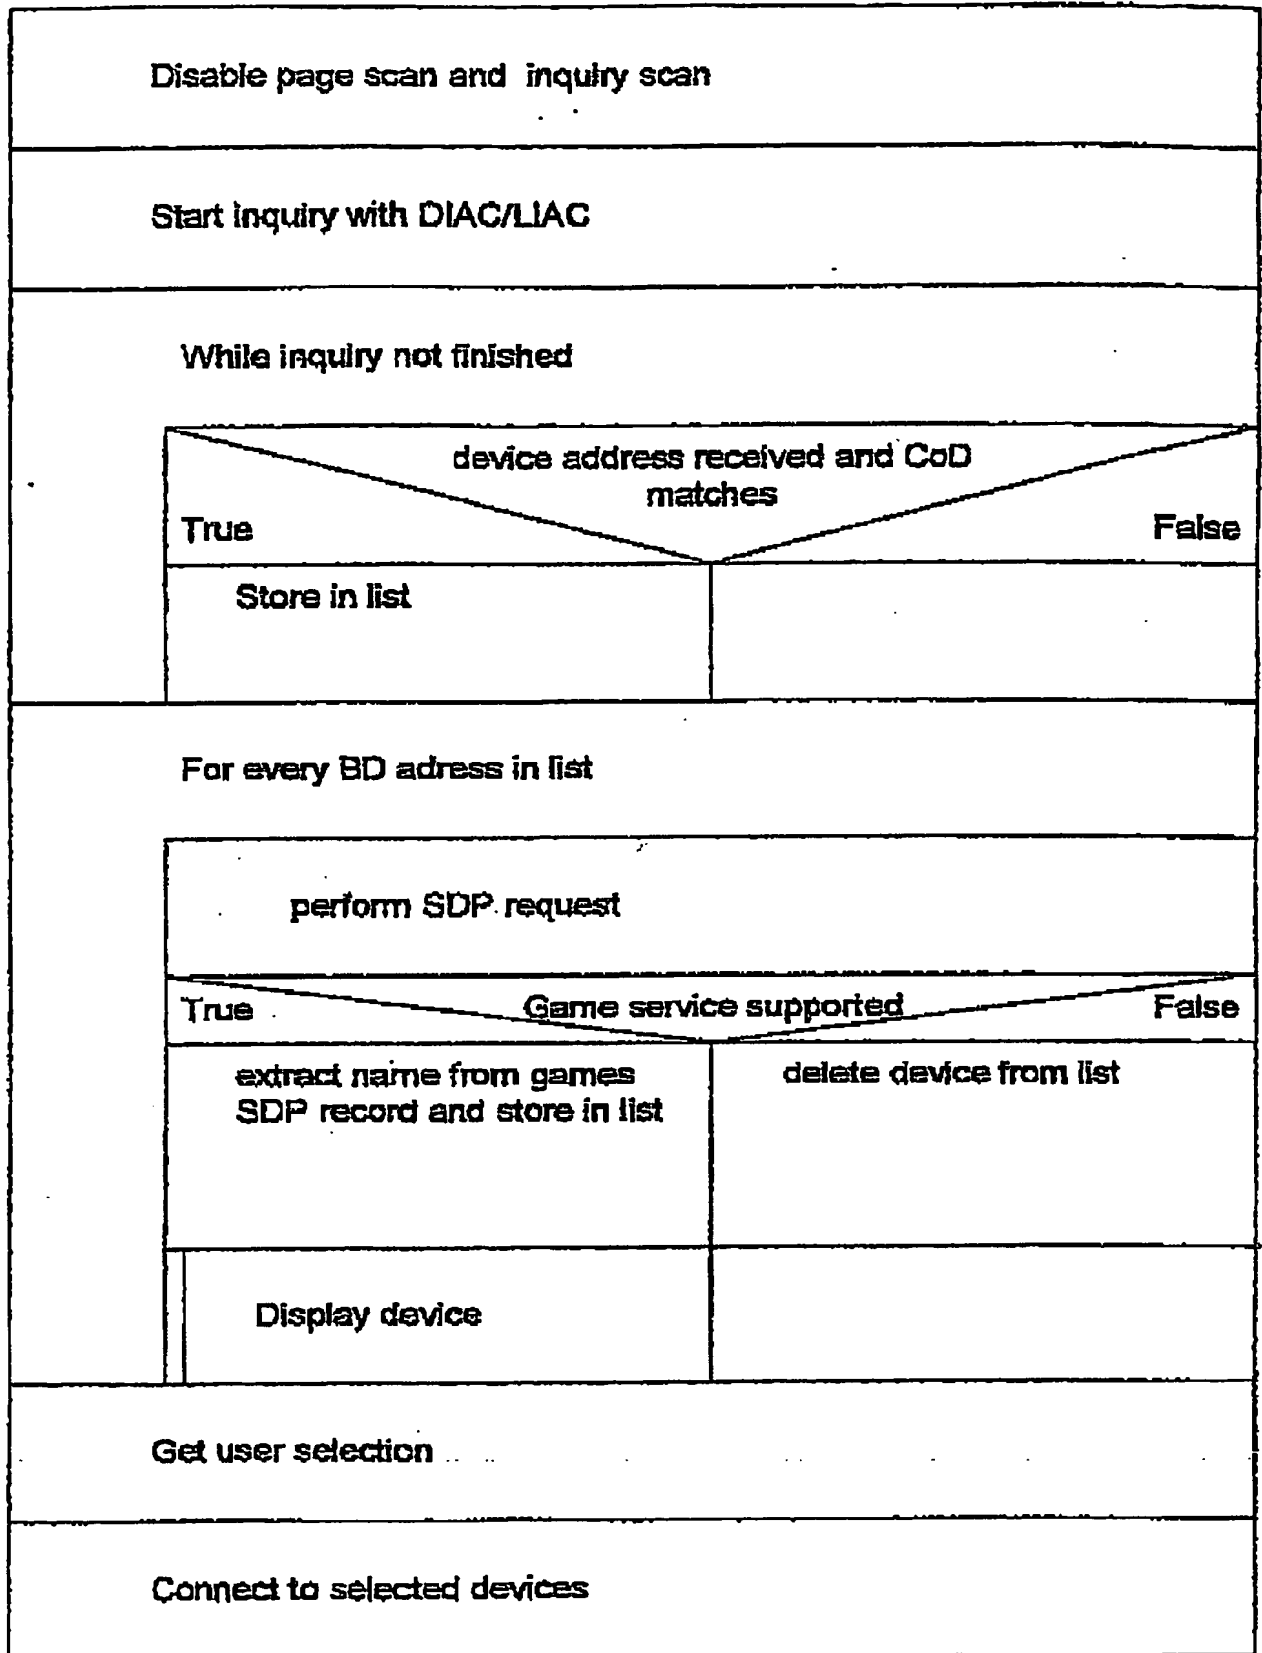 Disable page scan and inquiry scan
Start inquiry with DIAC/LIAC
While inquiry not finished
device address received and CoD
matches
True
False
Store in list
For every BD adress in list
perform SDP request
True
Game service supported
False
extract name from games
SDP record and store in list
delete device from list
Display device
Get user selection
Connect to selected devices